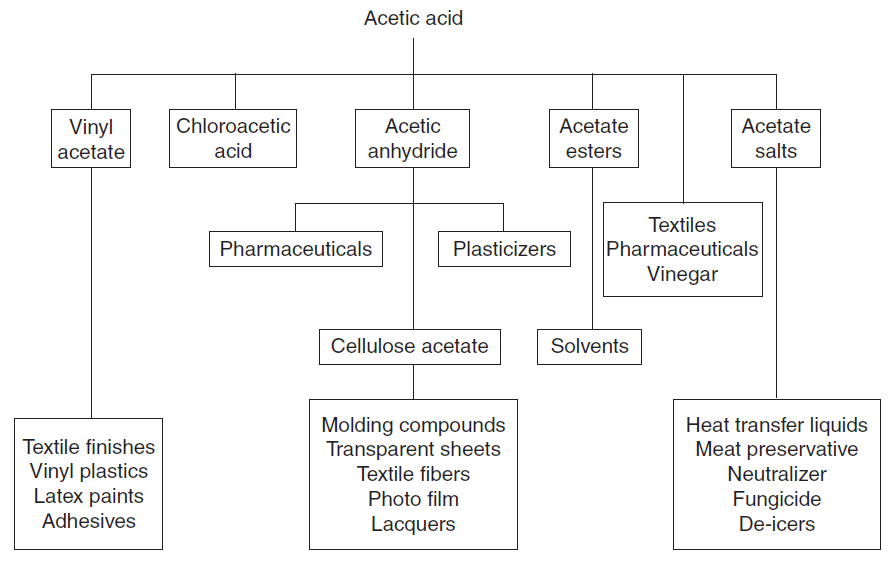 Acetic acid
Vinyl
acetate
Chloroacetic
acid
Acetic
anhydride
Acetate
esters
Acetate
salts
Textiles
Pharmaceuticals
Vinegar
Pharmaceuticals
Plasticizers
Cellulose acetate
Solvents
Textile finishes
Vinyl plastics
Latex paints
Adhesives
Molding compounds
Transparent sheets
Textile fibers
Photo film
Lacquers
Heat transfer liquids
Meat preservative
Neutralizer
Fungicide
De-icers